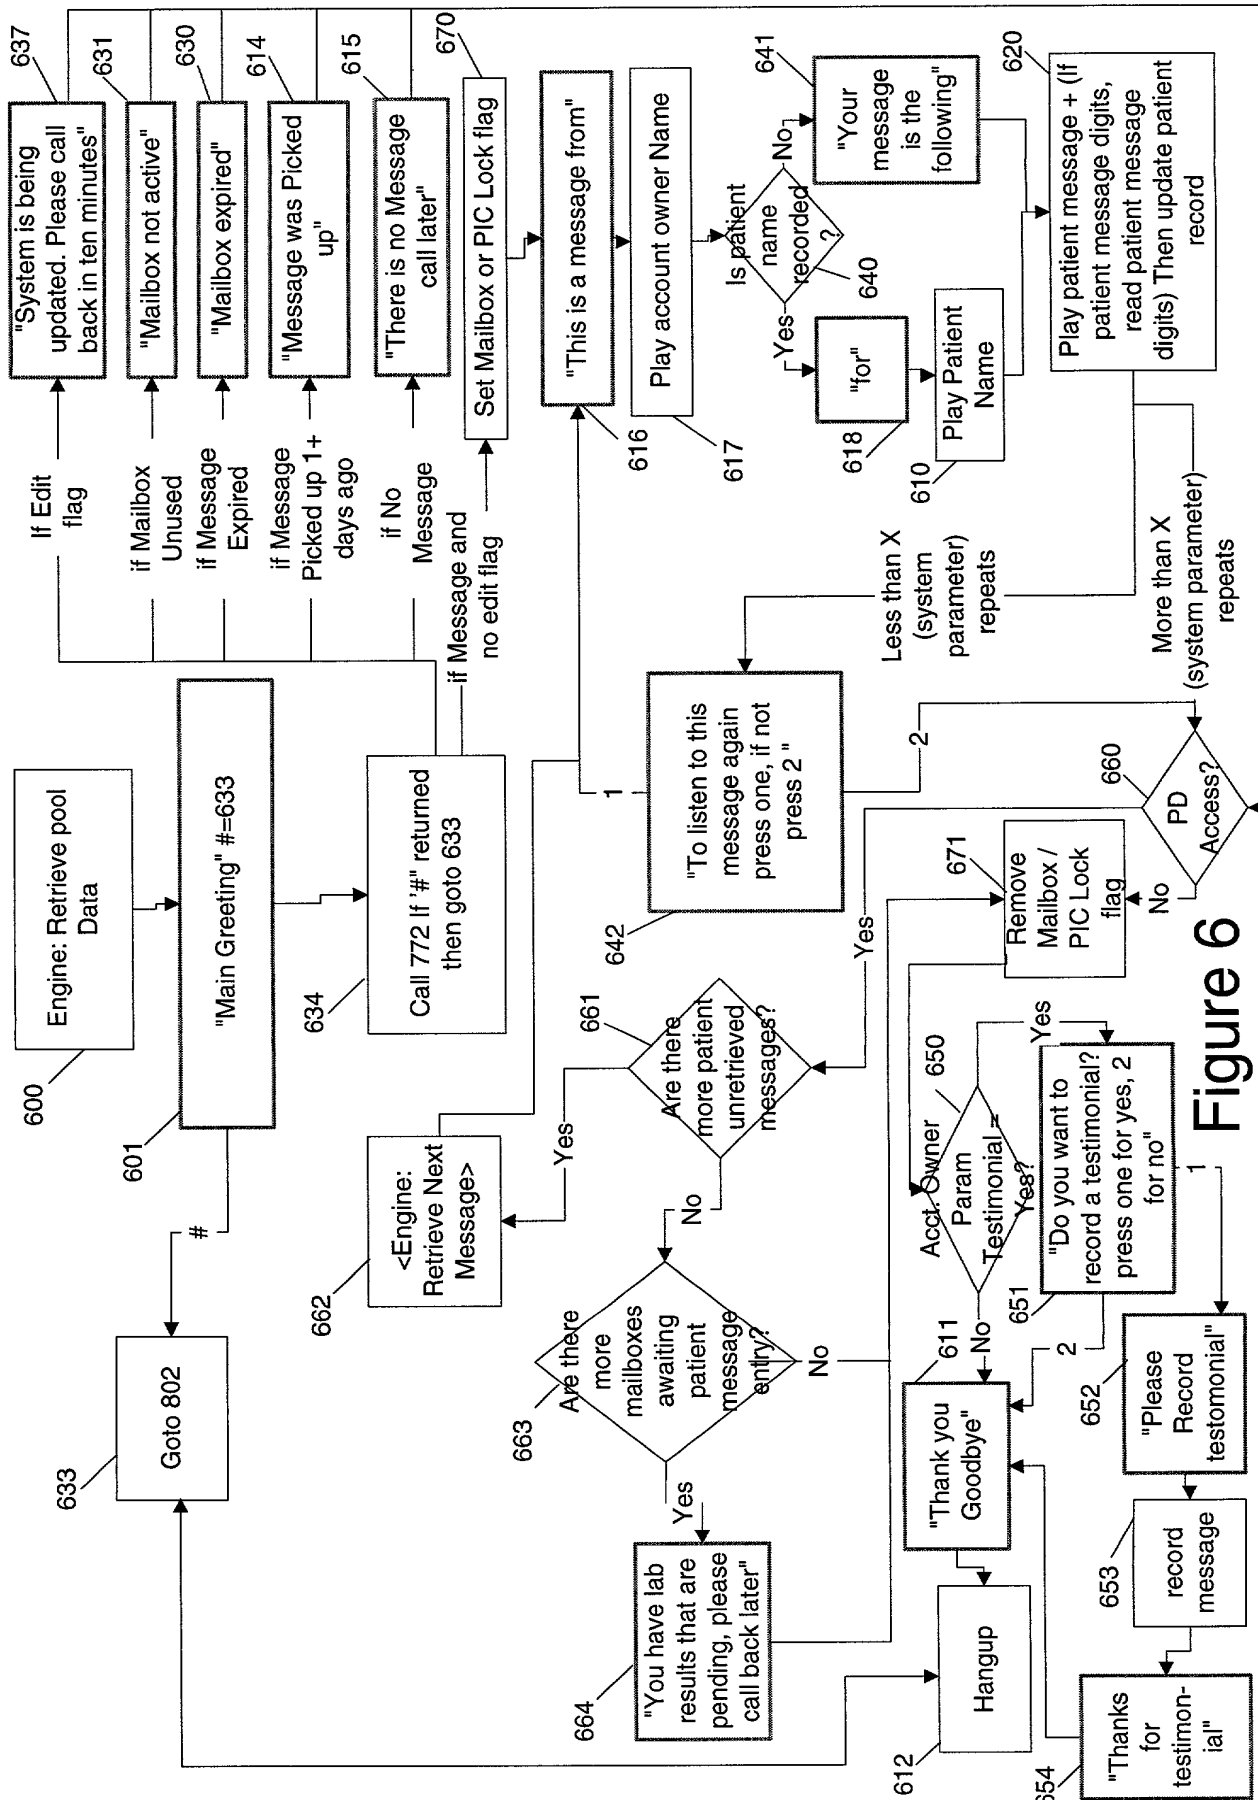 600
Engine: Retrieve pool
Data
601
"Main Greeting" #=633
#
633
Goto 802
634
Call 772 If '#" returned
then goto 633
If Edit
flag
637
"System is being
updated. Please call
back in ten minutes"
if Mailbox
Unused
631
"Mailbox not active"
if Message
Expired
630
"Mailbox expired"
if Message
Picked up 1+
days ago
614
"Message was Picked
up"
if No
Message
615
"There is no Message
call later"
if Message and
no edit flag
670
Set Mailbox or PIC Lock flag
616
"This is a message from"
617
Play account owner Name
640
Is patient
name
recorded
?
Yes
No
618
"for"
610
Play Patient
Name
641
"Your
message
is the
following"
620
Play patient message + (If
patient message digits,
read patient message
digits) Then update patient
record
Less than X
(system
parameter)
repeats
More than X
(system parameter)
repeats
642
"To listen to this
message again
press one, if not
press 2 "
1
2
660
PD
Access?
Yes
No
661
Are there
more patient
unretrieved
messages?
Yes
No
662
<Engine:
Retrieve Next
Message>
663
Are there
more
mailboxes
awaiting
patient
message
entry?
Yes
No
664
"You have lab
results that are
pending, please
call back later"
671
Remove
Mailbox /
PIC Lock
flag
650
Acct. Owner
Param
Testimonial =
Yes?
Yes
No
651
"Do you want to
record a testimonial?
press one for yes, 2
for no"
1
2
611
"Thank you
Goodbye"
612
Hangup
652
"Please
Record
testomonial"
653
record
message
654
"Thanks
for
testimon-
ial"
Figure 6